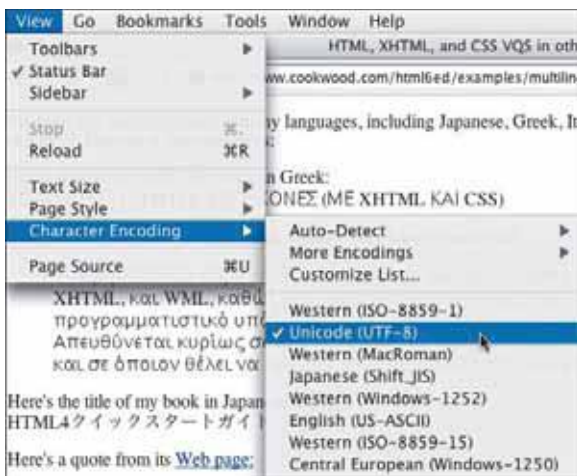 View Go Bookmarks Tools Window Help
Toolbars
HTML, XHTML, and CSS VQS in oth
✓ Status Bar
Sidebar
ww.cookwood.com/html6ed/examples/multilin
Stop ⌘.
y languages, including Japanese, Greek, It
Reload ⌘R
Text Size
n Greek:
Page Style
ΚΟΝΕΣ (ΜΕ XHTML ΚΑΙ CSS)
Character Encoding
Auto-Detect
More Encodings
Page Source ⌘U
Customize List...
XHTML, και WML, καθώ
Western (ISO-8859-1)
προγραμματιστικό υπό
✓ Unicode (UTF-8)
Απευθύνεται κυρίως σ
Western (MacRoman)
και σε όποιον θέλει να
Japanese (Shift_JIS)
Here's the title of my book in Japan
Western (Windows-1252)
HTML4クイックスタートガイド
English (US-ASCII)
Western (ISO-8859-15)
Here's a quote from its Web page:
Central European (Windows-1250)